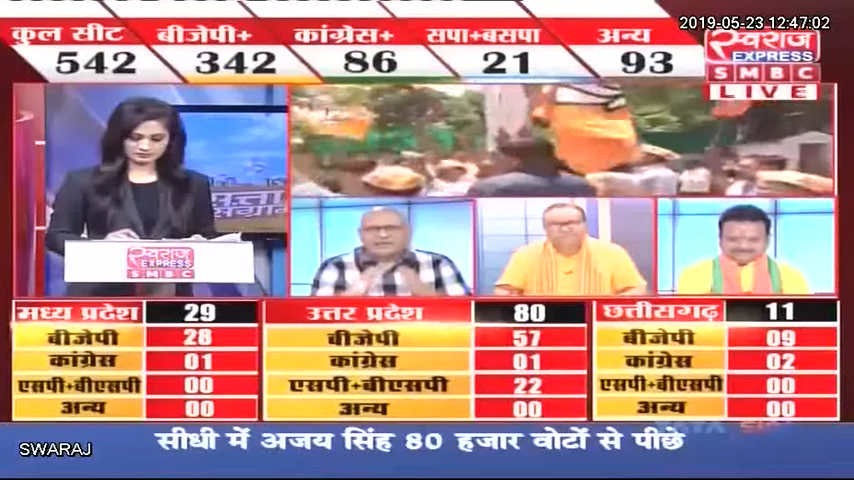 2019-05-23 12:47:02
कुल सीट बीजेपी+ कांग्रेस+ सपा+बसपा अन्य
542 342 86 21 93
स्वराज
EXPRESS
SMBC
LIVE
स्वराज
EXPRESS
SMBC
मध्य प्रदेश 29
बीजेपी 28
कांग्रेस 01
एसपी+बीएसपी 00
अन्य 00
उत्तर प्रदेश 80
बीजेपी 57
कांग्रेस 01
एसपी+बीएसपी 22
अन्य 00
छत्तीसगढ़ 11
बीजेपी 09
कांग्रेस 02
एसपी+बीएसपी 00
अन्य 00
सीधी में अजय सिंह 80 हजार वोटों से पीछे
SWARAJ